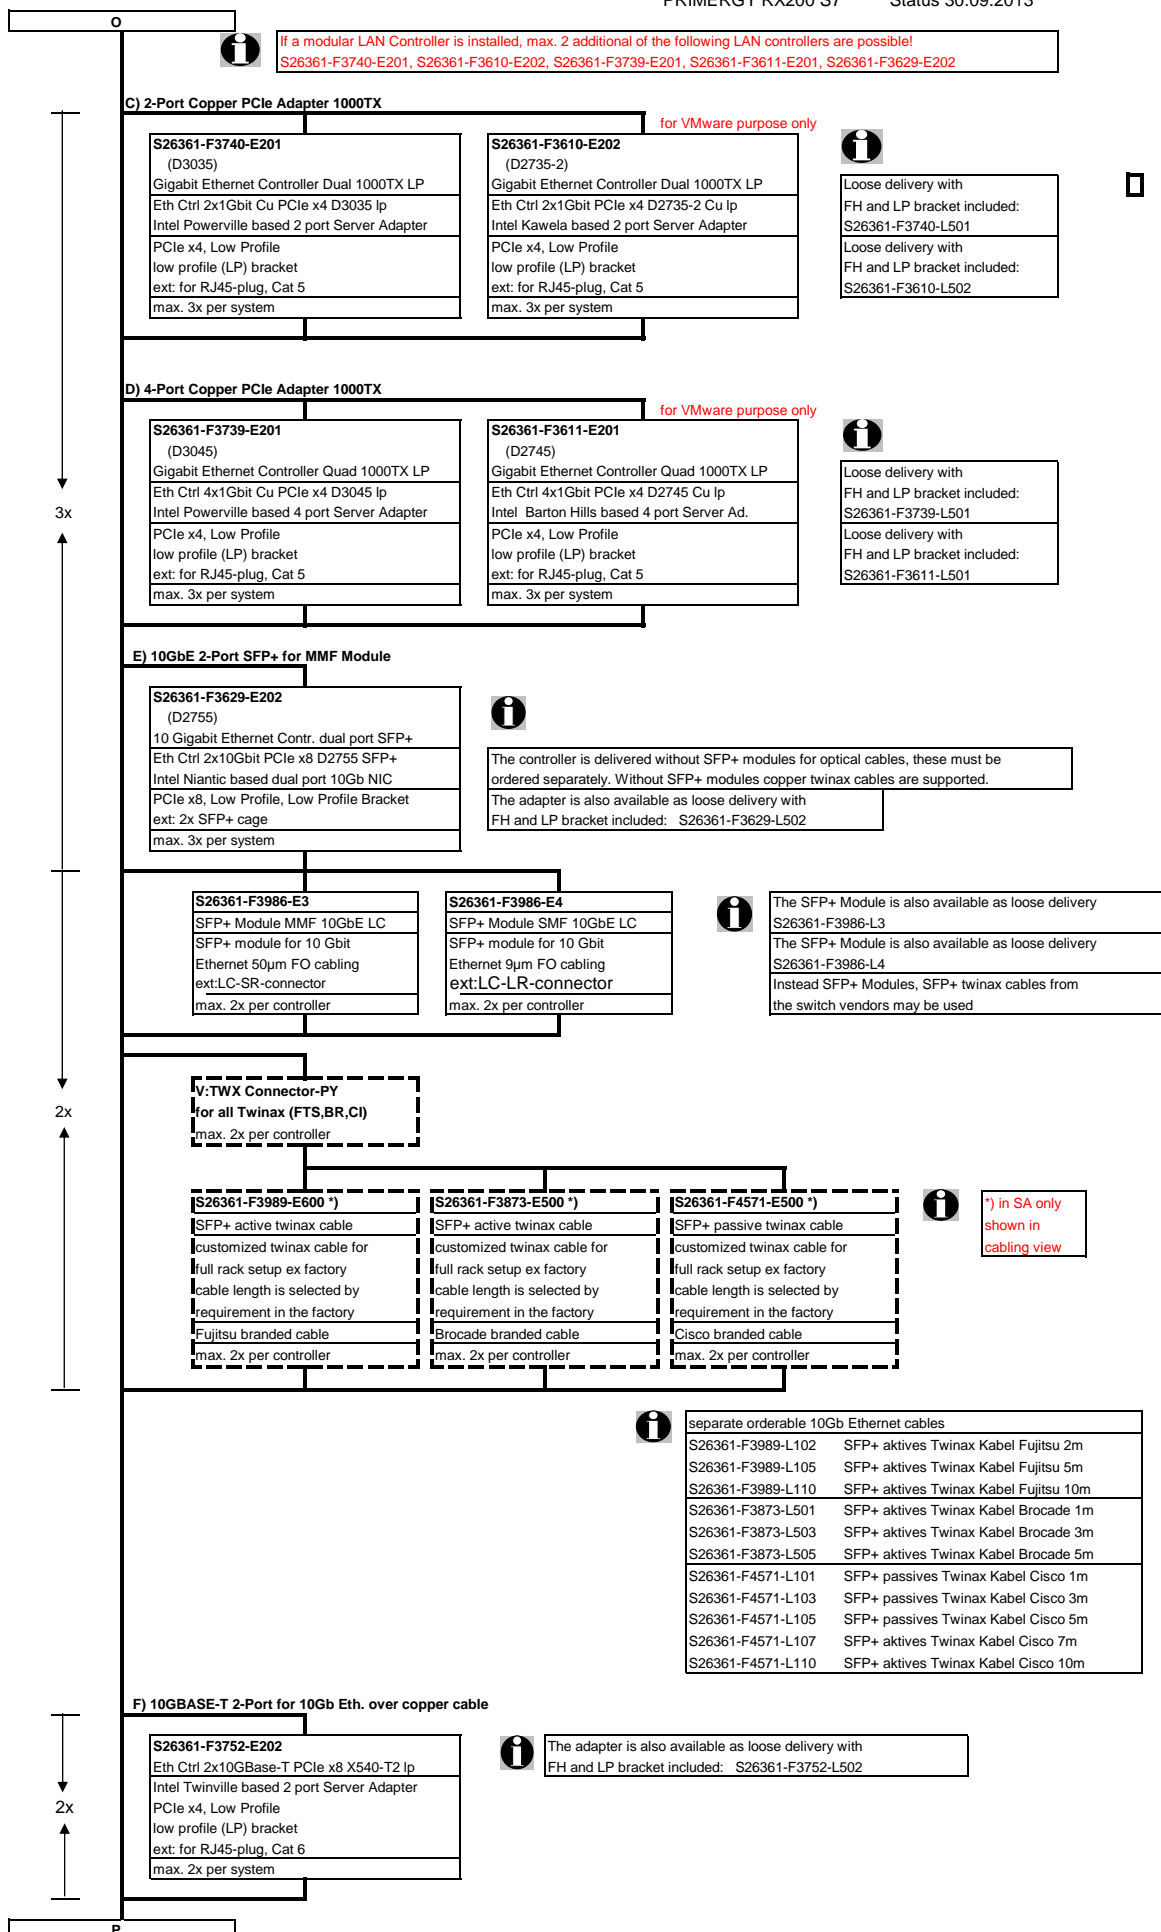 PRIMERGY RX200 S7 Status 30.09.2013
O
If a modular LAN Controller is installed, max. 2 additional of the following LAN controllers are possible!
S26361-F3740-E201, S26361-F3610-E202, S26361-F3739-E201, S26361-F3611-E201, S26361-F3629-E202
C) 2-Port Copper PCIe Adapter 1000TX
for VMware purpose only
S26361-F3740-E201
(D3035)
Gigabit Ethernet Controller Dual 1000TX LP
Eth Ctrl 2x1Gbit Cu PCIe x4 D3035 lp
Intel Powerville based 2 port Server Adapter
PCIe x4, Low Profile
low profile (LP) bracket
ext: for RJ45-plug, Cat 5
max. 3x per system
S26361-F3610-E202
(D2735-2)
Gigabit Ethernet Controller Dual 1000TX LP
Eth Ctrl 2x1Gbit PCIe x4 D2735-2 Cu lp
Intel Kawela based 2 port Server Adapter
PCIe x4, Low Profile
low profile (LP) bracket
ext: for RJ45-plug, Cat 5
max. 3x per system
Loose delivery with
FH and LP bracket included:
S26361-F3740-L501
Loose delivery with
FH and LP bracket included:
S26361-F3610-L502
D) 4-Port Copper PCIe Adapter 1000TX
for VMware purpose only
S26361-F3739-E201
(D3045)
Gigabit Ethernet Controller Quad 1000TX LP
Eth Ctrl 4x1Gbit Cu PCIe x4 D3045 lp
Intel Powerville based 4 port Server Adapter
PCIe x4, Low Profile
low profile (LP) bracket
ext: for RJ45-plug, Cat 5
max. 3x per system
S26361-F3611-E201
(D2745)
Gigabit Ethernet Controller Quad 1000TX LP
Eth Ctrl 4x1Gbit PCIe x4 D2745 Cu lp
Intel  Barton Hills based 4 port Server Ad.
PCIe x4, Low Profile
low profile (LP) bracket
ext: for RJ45-plug, Cat 5
max. 3x per system
Loose delivery with
FH and LP bracket included:
S26361-F3739-L501
Loose delivery with
FH and LP bracket included:
S26361-F3611-L501
3x
E) 10GbE 2-Port SFP+ for MMF Module
S26361-F3629-E202
(D2755)
10 Gigabit Ethernet Contr. dual port SFP+
Eth Ctrl 2x10Gbit PCIe x8 D2755 SFP+
Intel Niantic based dual port 10Gb NIC
PCIe x8, Low Profile, Low Profile Bracket
ext: 2x SFP+ cage
max. 3x per system
The controller is delivered without SFP+ modules for optical cables, these must be
ordered separately. Without SFP+ modules copper twinax cables are supported.
The adapter is also available as loose delivery with
FH and LP bracket included: S26361-F3629-L502
S26361-F3986-E3
SFP+ Module MMF 10GbE LC
SFP+ module for 10 Gbit
Ethernet 50µm FO cabling
ext:LC-SR-connector
max. 2x per controller
S26361-F3986-E4
SFP+ Module SMF 10GbE LC
SFP+ module for 10 Gbit
Ethernet 9µm FO cabling
ext:LC-LR-connector
max. 2x per controller
The SFP+ Module is also available as loose delivery
S26361-F3986-L3
The SFP+ Module is also available as loose delivery
S26361-F3986-L4
Instead SFP+ Modules, SFP+ twinax cables from
the switch vendors may be used
2x
V:TWX Connector-PY
for all Twinax (FTS,BR,CI)
max. 2x per controller
S26361-F3989-E600 *)
SFP+ active twinax cable
customized twinax cable for
full rack setup ex factory
cable length is selected by
requirement in the factory
Fujitsu branded cable
max. 2x per controller
S26361-F3873-E500 *)
SFP+ active twinax cable
customized twinax cable for
full rack setup ex factory
cable length is selected by
requirement in the factory
Brocade branded cable
max. 2x per controller
S26361-F4571-E500 *)
SFP+ passive twinax cable
customized twinax cable for
full rack setup ex factory
cable length is selected by
requirement in the factory
Cisco branded cable
max. 2x per controller
*) in SA only
shown in
cabling view
separate orderable 10Gb Ethernet cables
S26361-F3989-L102 SFP+ aktives Twinax Kabel Fujitsu 2m
S26361-F3989-L105 SFP+ aktives Twinax Kabel Fujitsu 5m
S26361-F3989-L110 SFP+ aktives Twinax Kabel Fujitsu 10m
S26361-F3873-L501 SFP+ aktives Twinax Kabel Brocade 1m
S26361-F3873-L503 SFP+ aktives Twinax Kabel Brocade 3m
S26361-F3873-L505 SFP+ aktives Twinax Kabel Brocade 5m
S26361-F4571-L101 SFP+ passives Twinax Kabel Cisco 1m
S26361-F4571-L103 SFP+ passives Twinax Kabel Cisco 3m
S26361-F4571-L105 SFP+ passives Twinax Kabel Cisco 5m
S26361-F4571-L107 SFP+ aktives Twinax Kabel Cisco 7m
S26361-F4571-L110 SFP+ aktives Twinax Kabel Cisco 10m
F) 10GBASE-T 2-Port for 10Gb Eth. over copper cable
S26361-F3752-E202
Eth Ctrl 2x10GBase-T PCIe x8 X540-T2 lp
Intel Twinville based 2 port Server Adapter
PCIe x4, Low Profile
low profile (LP) bracket
ext: for RJ45-plug, Cat 6
max. 2x per system
The adapter is also available as loose delivery with
FH and LP bracket included: S26361-F3752-L502
2x
P